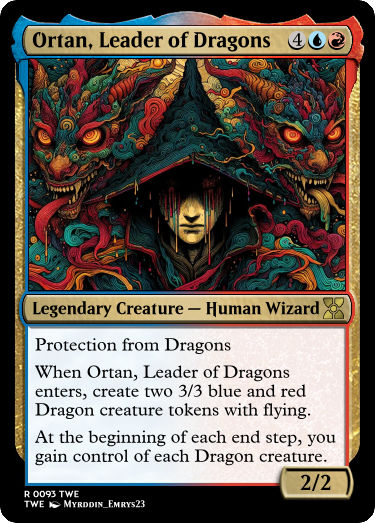 Ortan, Leader of Dragons 4
Legendary Creature — Human Wizard
Protection from Dragons
When Ortan, Leader of Dragons
enters, create two 3/3 blue and red
Dragon creature tokens with flying.
At the beginning of each end step, you
gain control of each Dragon creature.
2/2
R 0093 TWE
TWE Myrddin_Emrys23